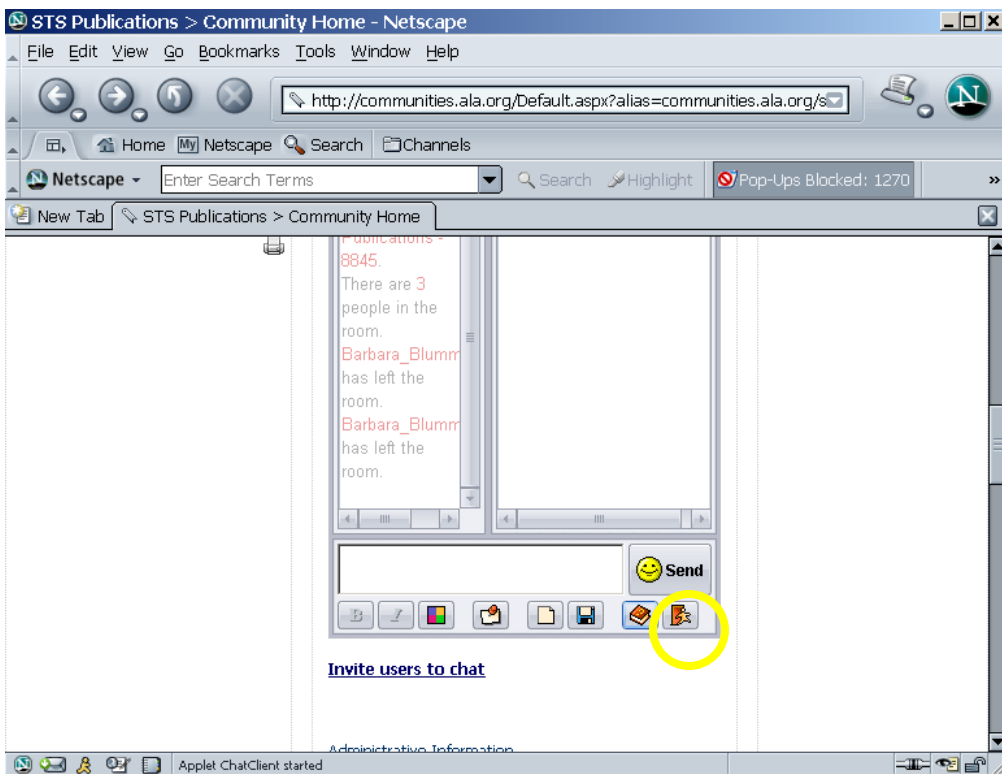 STS Publications > Community Home - Netscape
File Edit View Go Bookmarks Tools Window Help
http://communities.ala.org/Default.aspx?alias=communities.ala.org/s
N
Home My Netscape Search Channels
Netscape Enter Search Terms Search Highlight Pop-Ups Blocked: 1270 »
New Tab STS Publications > Community Home
Publications -
8845.
There are 3
people in the
room.
Barbara_Blumm
has left the
room.
Barbara_Blumm
has left the
room.
Send
B I
Invite users to chat
Administrative Information
Applet ChatClient started